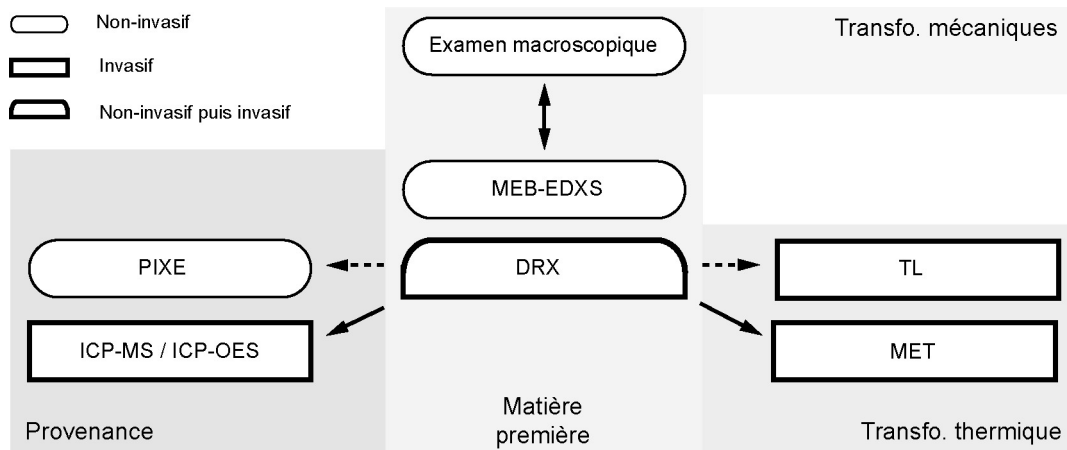 Non-invasif
Invasif
Non-invasif puis invasif
Examen macroscopique
Transfo. mécaniques
MEB-EDXS
PIXE
DRX
TL
ICP-MS / ICP-OES
MET
Provenance
Matière
première
Transfo. thermique